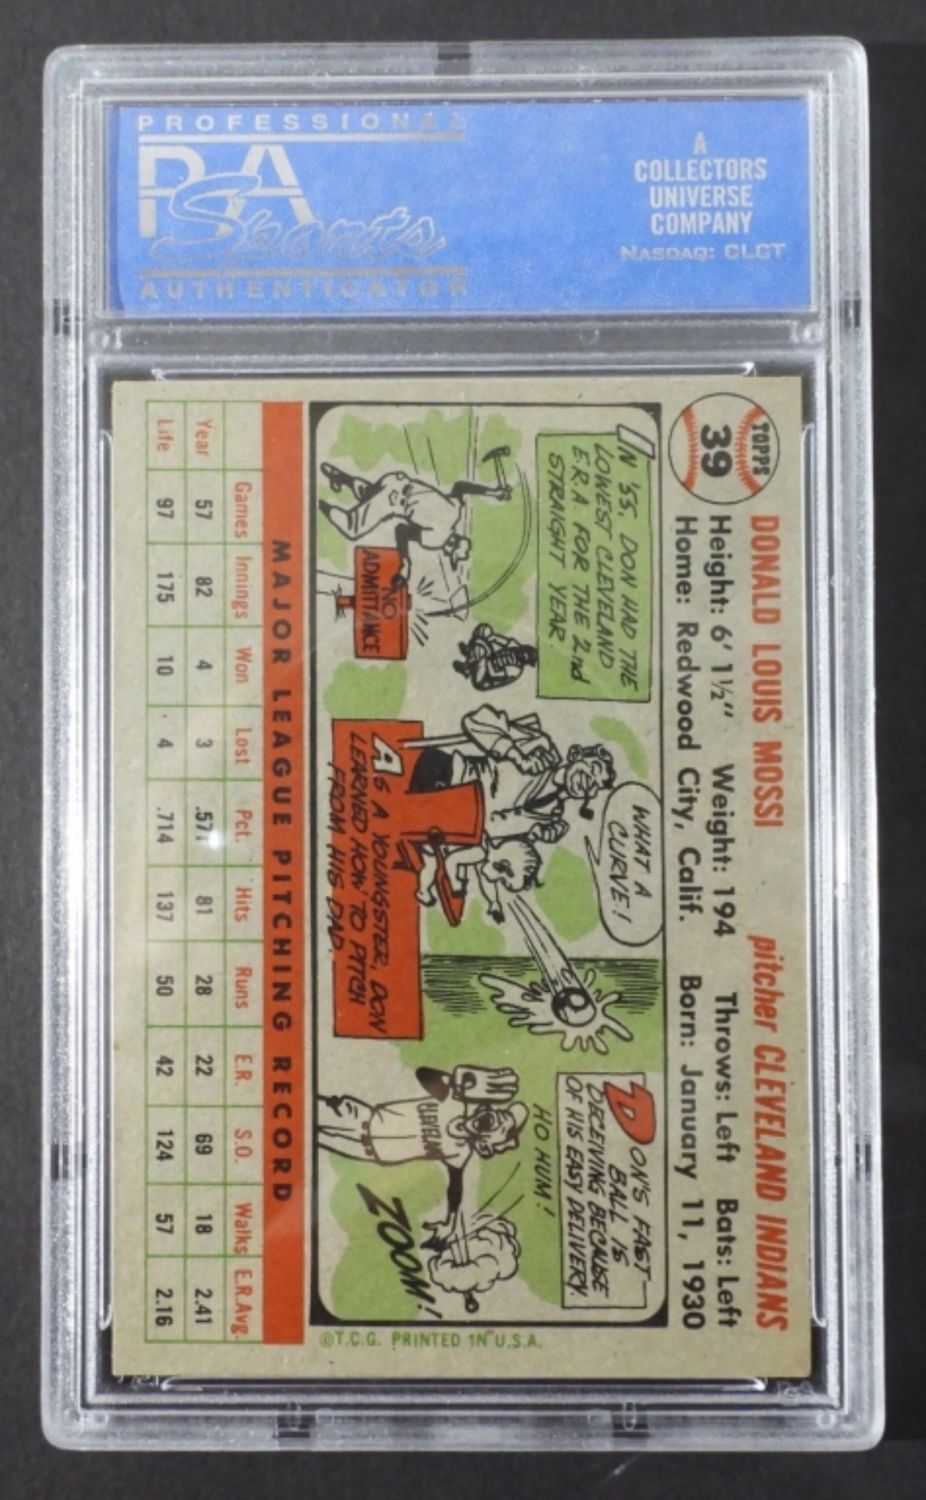 PROFESSIONAL
PSA
Sports
AUTHENTICATOR
A
COLLECTORS
UNIVERSE
COMPANY
NASDAQ: CLCT
TOPPS
39
DONALD LOUIS MOSSI pitcher CLEVELAND INDIANS
Height: 6' 1½" Weight: 194 Throws: Left Bats: Left
Home: Redwood City, Calif. Born: January 11, 1930
IN '55, DON HAD THE
LOWEST CLEVELAND
E.R.A. FOR THE 2nd
STRAIGHT YEAR.
NO
ADMITTANCE
WHAT A
CURVE!
AS A YOUNGSTER, DON
LEARNED HOW TO PITCH
FROM HIS DAD.
DON'S FAST-
BALL IS
DECEIVING BECAUSE
OF HIS EASY DELIVERY.
HO HUM!
CLEVELAN
ZOOM!
©T.C.G. PRINTED IN U.S.A.
MAJOR LEAGUE PITCHING RECORD
Games Innings Won Lost Pct. Hits Runs E.R. S.O. Walks E.R.Avg.
Year 57 82 4 3 .571 81 28 22 69 18 2.41
Life 97 175 10 4 .714 137 50 42 124 57 2.16